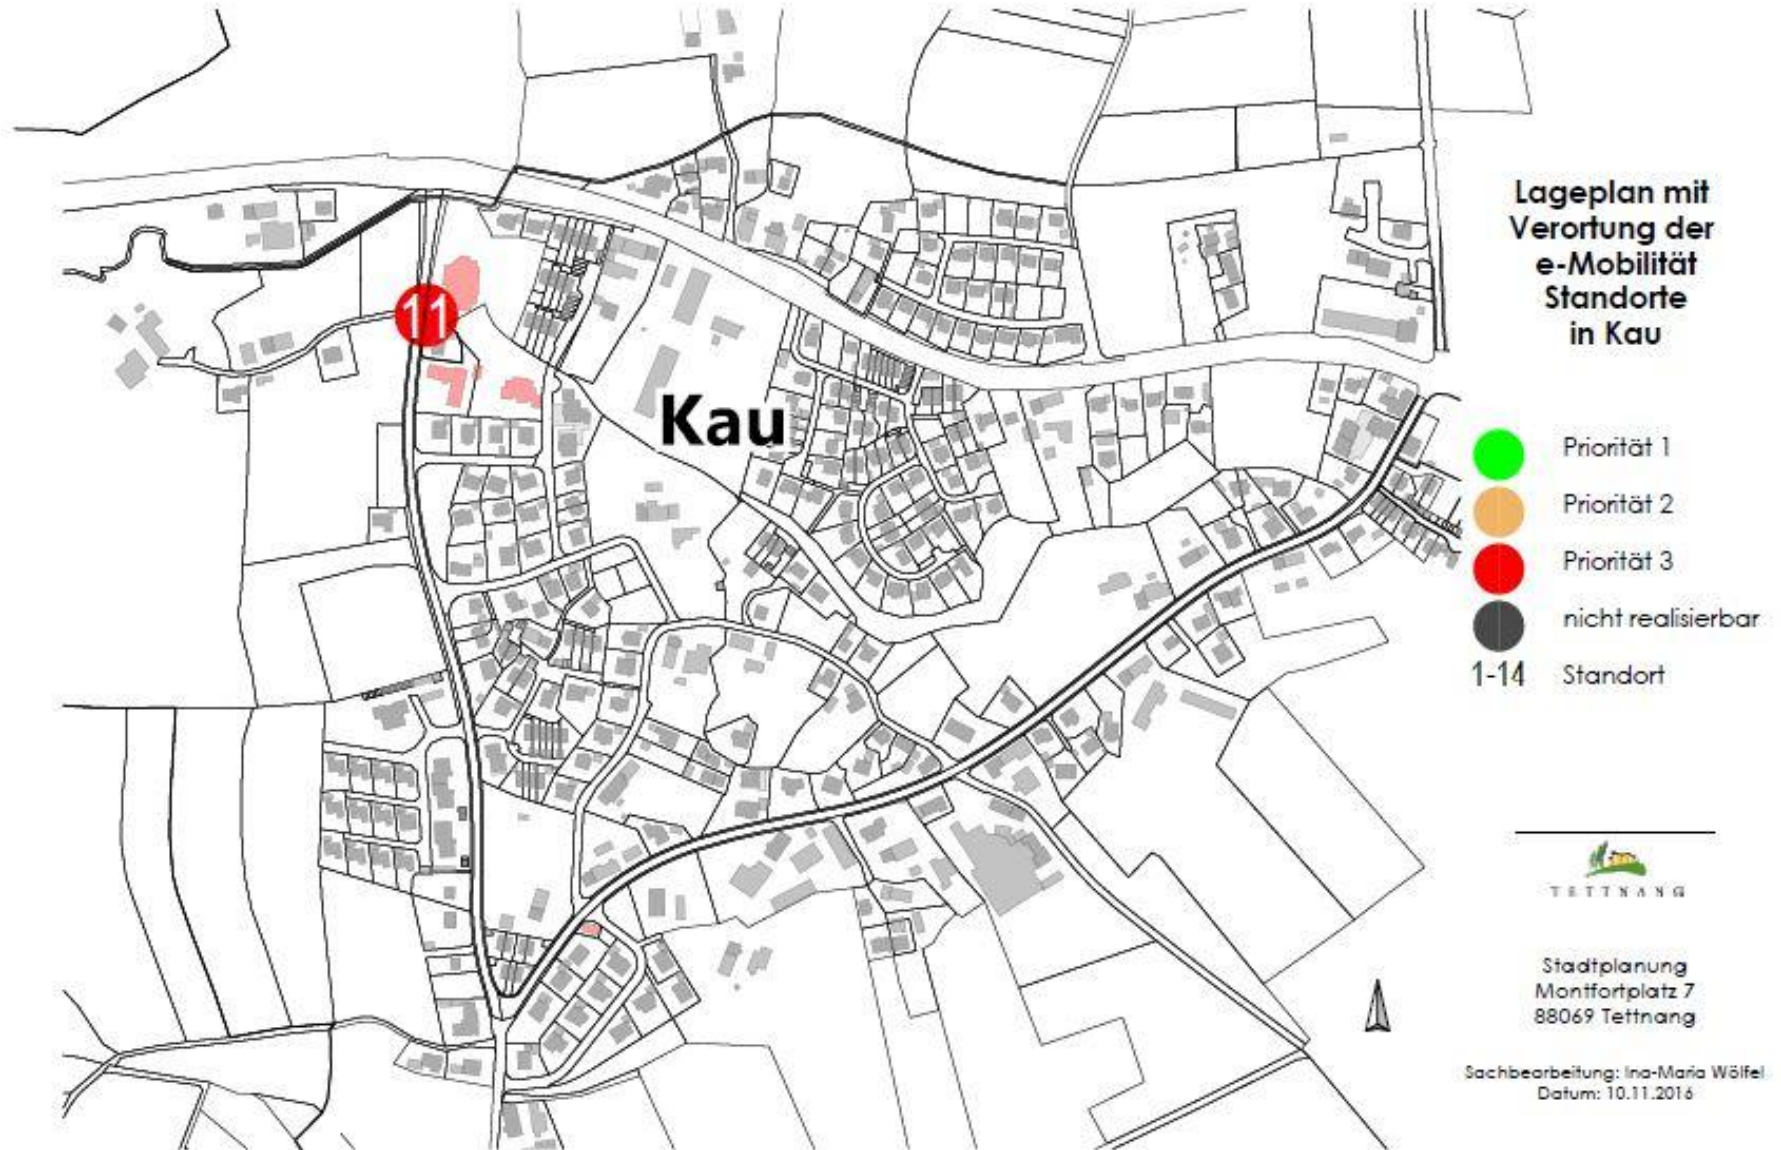 Lageplan mit
Verortung der
e-Mobilität
Standorte
in Kau
11
Kau
Priorität 1
Priorität 2
Priorität 3
nicht realisierbar
1-14 Standort
TETTNANG
Stadtplanung
Montfortplatz 7
88069 Tettnang
Sachbearbeitung: Ina-Maria Wölfel
Datum: 10.11.2016